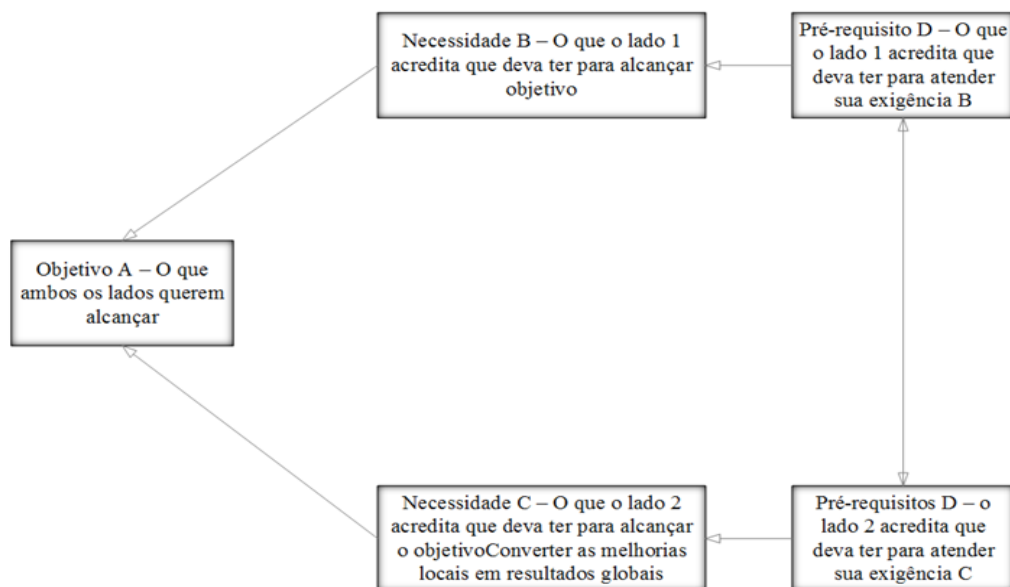 Necessidade B – O que o lado 1
acredita que deva ter para alcançar
objetivo
Pré-requisito D – O que
o lado 1 acredita que
deva ter para atender
sua exigência B
Objetivo A – O que
ambos os lados querem
alcançar
Necessidade C – O que o lado 2
acredita que deva ter para alcançar
o objetivoConverter as melhorias
locais em resultados globais
Pré-requisitos D – o
lado 2 acredita que
deva ter para atender
sua exigência C